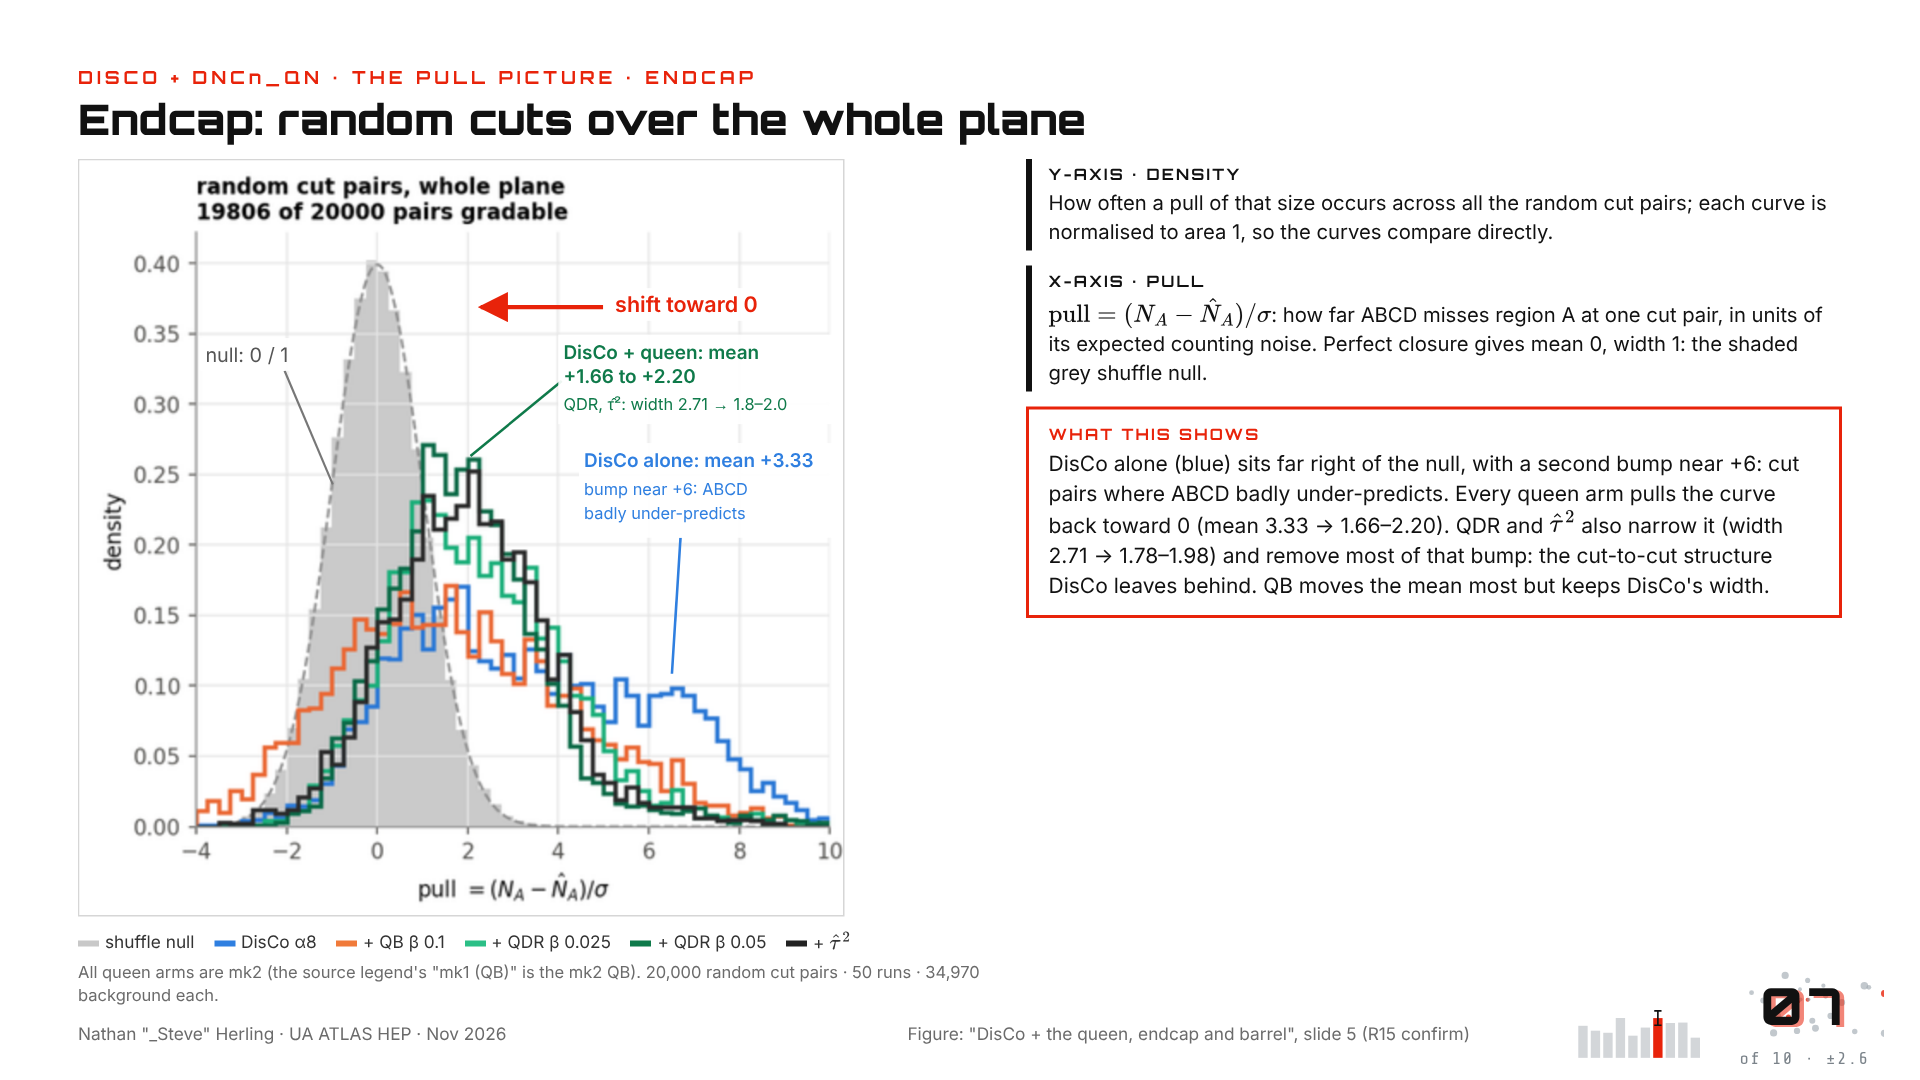 DISCO + DNCn_QN · THE PULL PICTURE · ENDCAP
Endcap: random cuts over the whole plane
random cut pairs, whole plane
19806 of 20000 pairs gradable
0.40
0.35
0.30
0.25
0.20
0.15
0.10
0.05
0.00
density
−4 −2 0 2 4 6 8 10
pull = (N_A − N̂_A)/σ
shift toward 0
null: 0 / 1
DisCo + queen: mean
+1.66 to +2.20
QDR, τ̂²: width 2.71 → 1.8–2.0
DisCo alone: mean +3.33
bump near +6: ABCD
badly under-predicts
shuffle null DisCo α8 + QB β 0.1 + QDR β 0.025 + QDR β 0.05 + τ̂²
All queen arms are mk2 (the source legend's "mk1 (QB)" is the mk2 QB). 20,000 random cut pairs · 50 runs · 34,970
background each.
Y-AXIS · DENSITY
How often a pull of that size occurs across all the random cut pairs; each curve is
normalised to area 1, so the curves compare directly.
X-AXIS · PULL
pull = (N_A − N̂_A)/σ: how far ABCD misses region A at one cut pair, in units of
its expected counting noise. Perfect closure gives mean 0, width 1: the shaded
grey shuffle null.
WHAT THIS SHOWS
DisCo alone (blue) sits far right of the null, with a second bump near +6: cut
pairs where ABCD badly under-predicts. Every queen arm pulls the curve
back toward 0 (mean 3.33 → 1.66–2.20). QDR and τ̂² also narrow it (width
2.71 → 1.78–1.98) and remove most of that bump: the cut-to-cut structure
DisCo leaves behind. QB moves the mean most but keeps DisCo's width.
Nathan "_Steve" Herling · UA ATLAS HEP · Nov 2026
Figure: "DisCo + the queen, endcap and barrel", slide 5 (R15 confirm)
07
of 10 · ±2.6